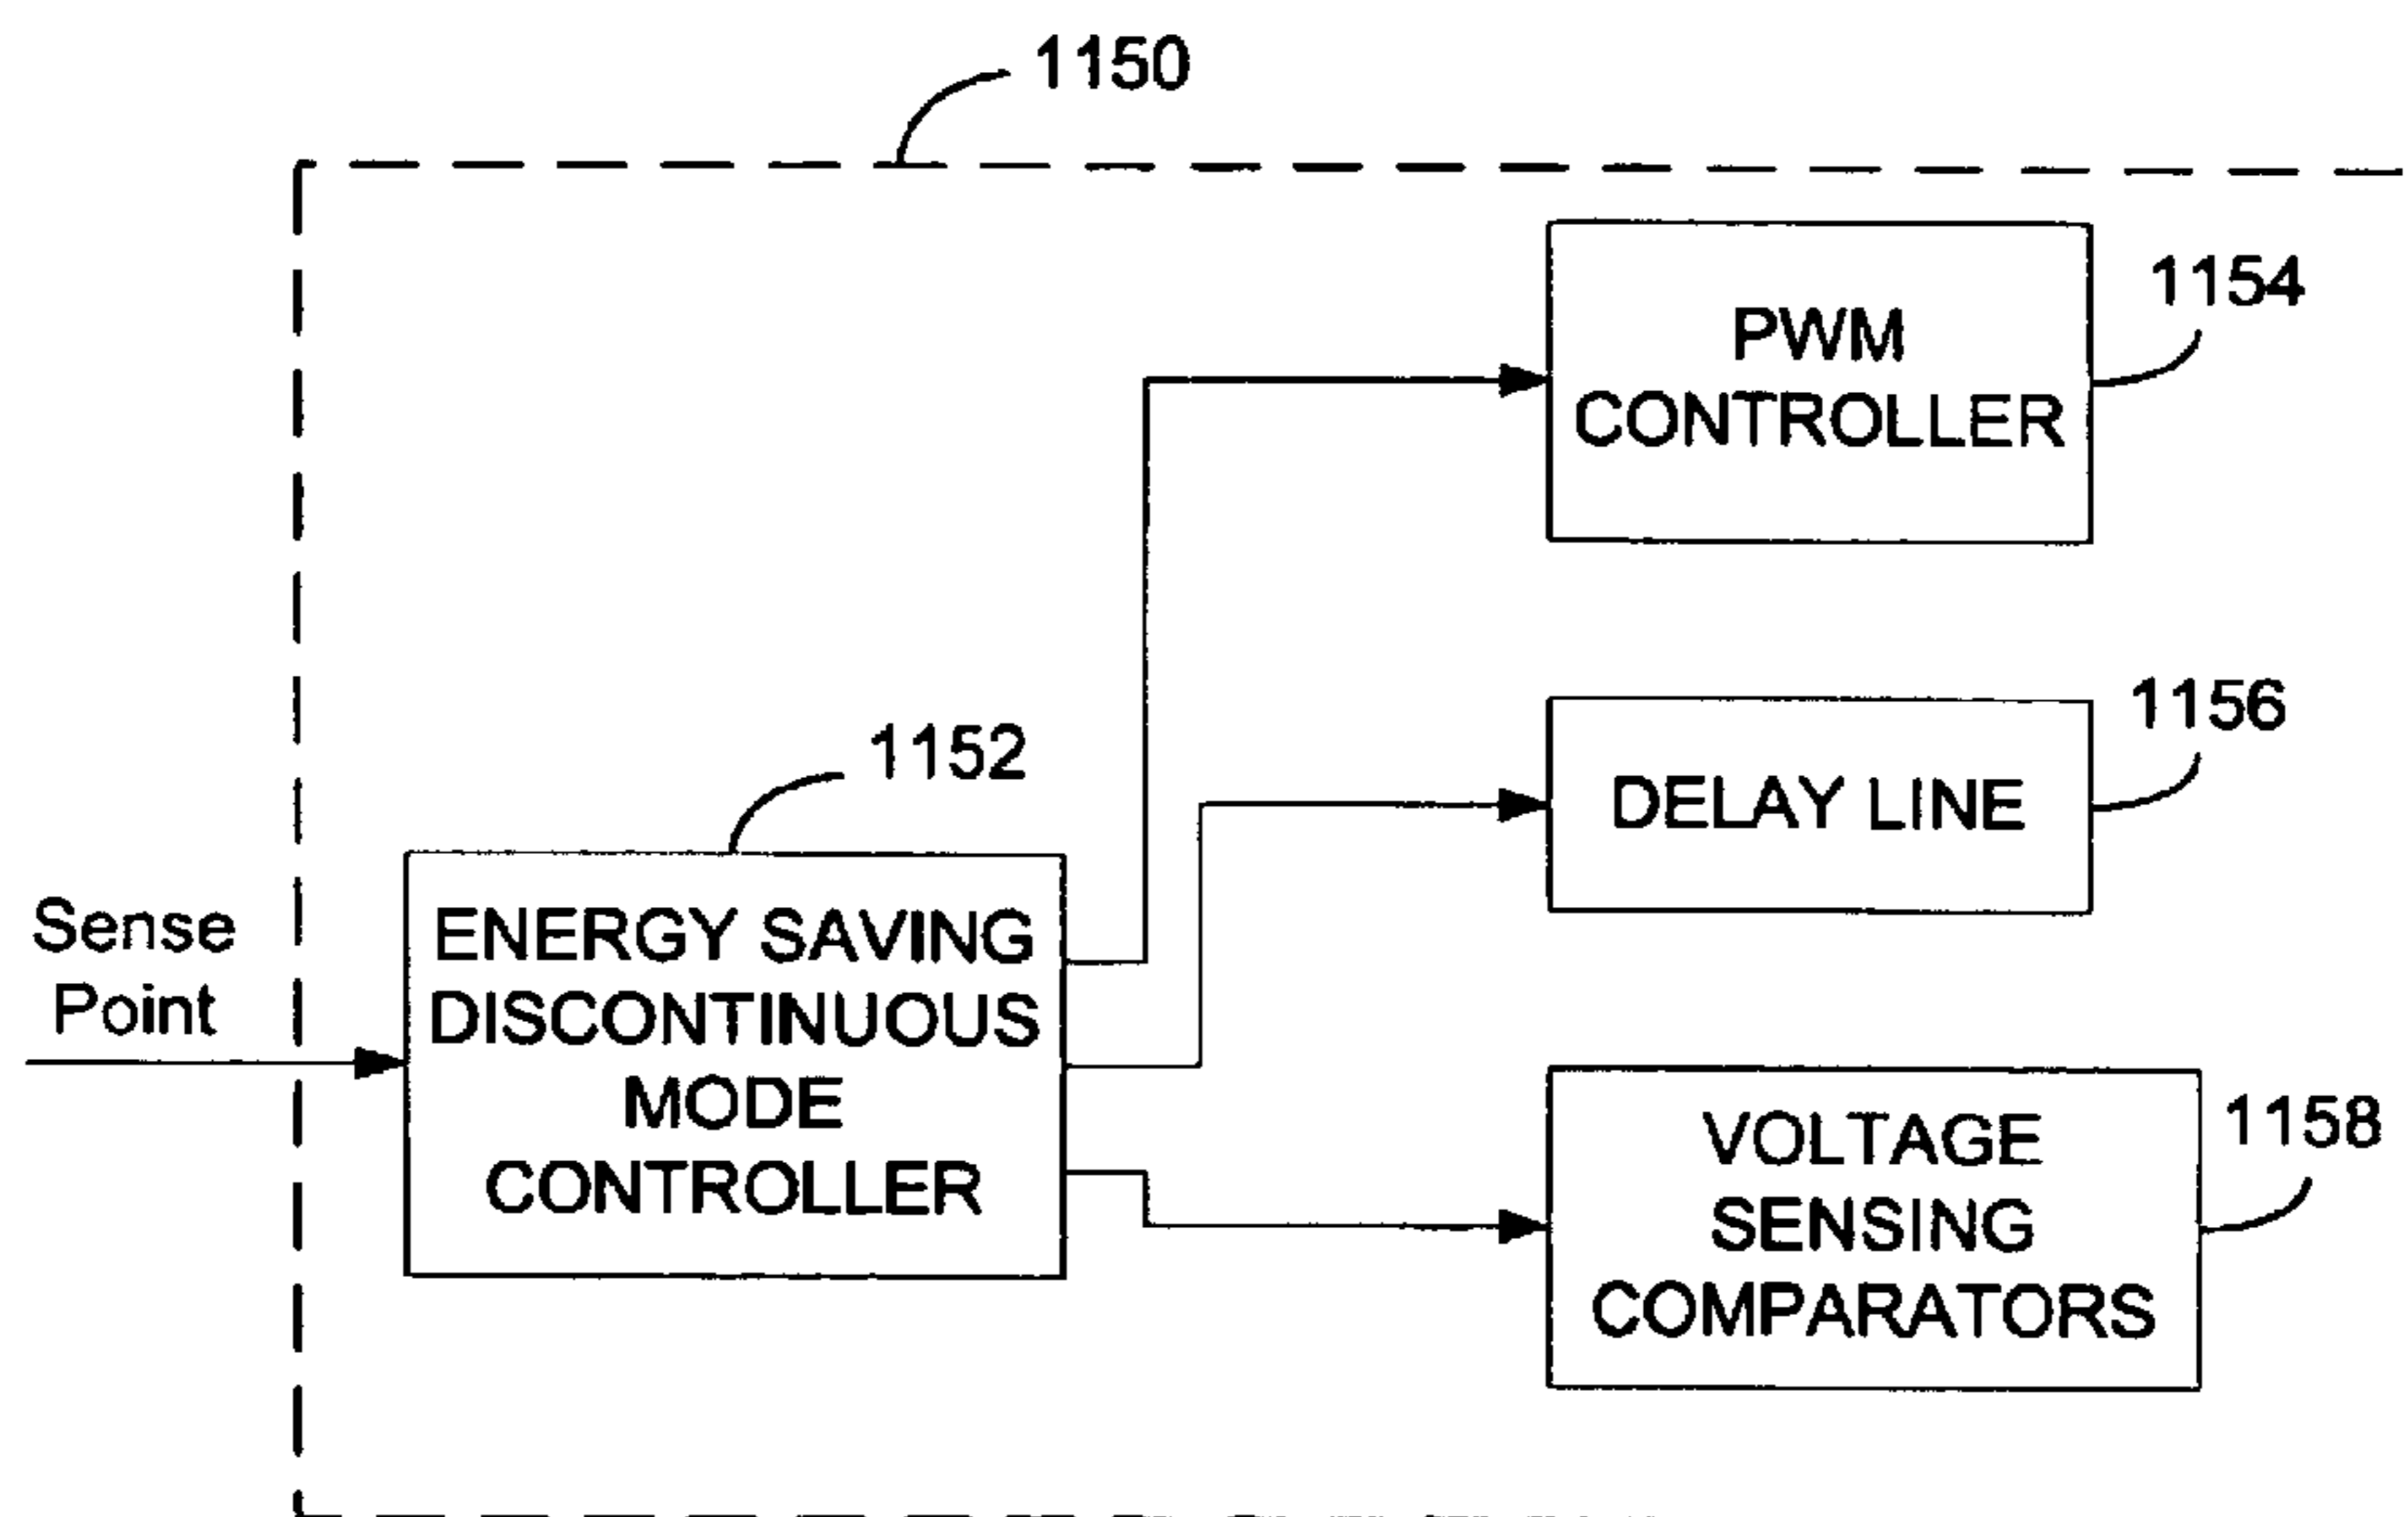 1150
PWM
CONTROLLER
1154
DELAY LINE
1156
1152
Sense
Point
ENERGY SAVING
DISCONTINUOUS
MODE
CONTROLLER
VOLTAGE
SENSING
COMPARATORS
1158